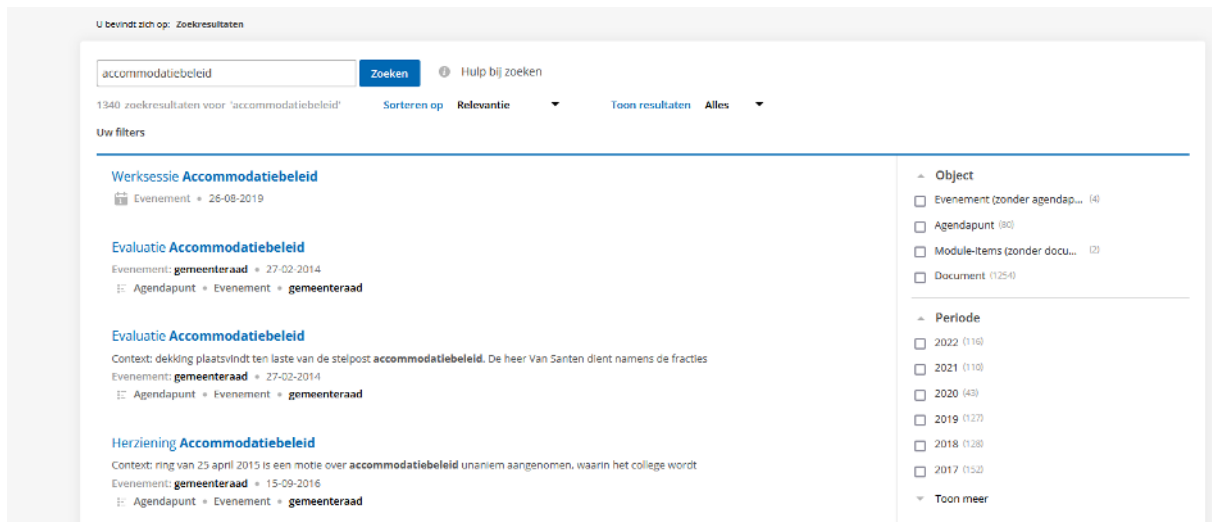 U bevindt zich op: Zoekresultaten
accommodatiebeleid Zoeken Hulp bij zoeken
1340 zoekresultaten voor 'accommodatiebeleid' Sorteren op Relevantie Toon resultaten Alles
Uw filters
Werksessie Accommodatiebeleid
Evenement • 26-08-2019
Evaluatie Accommodatiebeleid
Evenement: gemeenteraad • 27-02-2014
Agendapunt • Evenement • gemeenteraad
Evaluatie Accommodatiebeleid
Context: dekking plaatsvindt ten laste van de stelpost accommodatiebeleid. De heer Van Santen dient namens de fracties
Evenement: gemeenteraad • 27-02-2014
Agendapunt • Evenement • gemeenteraad
Herziening Accommodatiebeleid
Context: ring van 25 april 2015 is een motie over accommodatiebeleid unaniem aangenomen, waarin het college wordt
Evenement: gemeenteraad • 15-09-2016
Agendapunt • Evenement • gemeenteraad
Object
Evenement (zonder agendap... (4)
Agendapunt (80)
Module-Items (zonder docu... (2)
Document (1254)
Periode
2022 (116)
2021 (110)
2020 (43)
2019 (127)
2018 (128)
2017 (152)
Toon meer